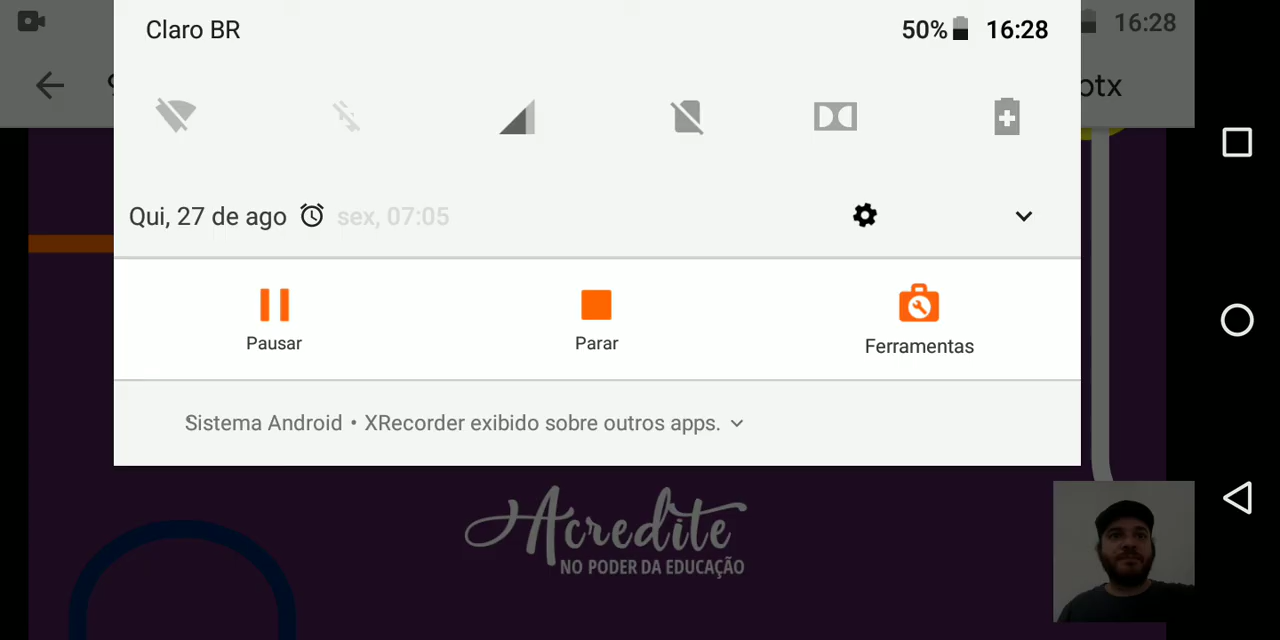 Claro BR
50%
16:28
16:28
ptx
Qui, 27 de ago
sex, 07:05
Pausar
Parar
Ferramentas
Sistema Android • XRecorder exibido sobre outros apps.
Acredite
NO PODER DA EDUCAÇÃO